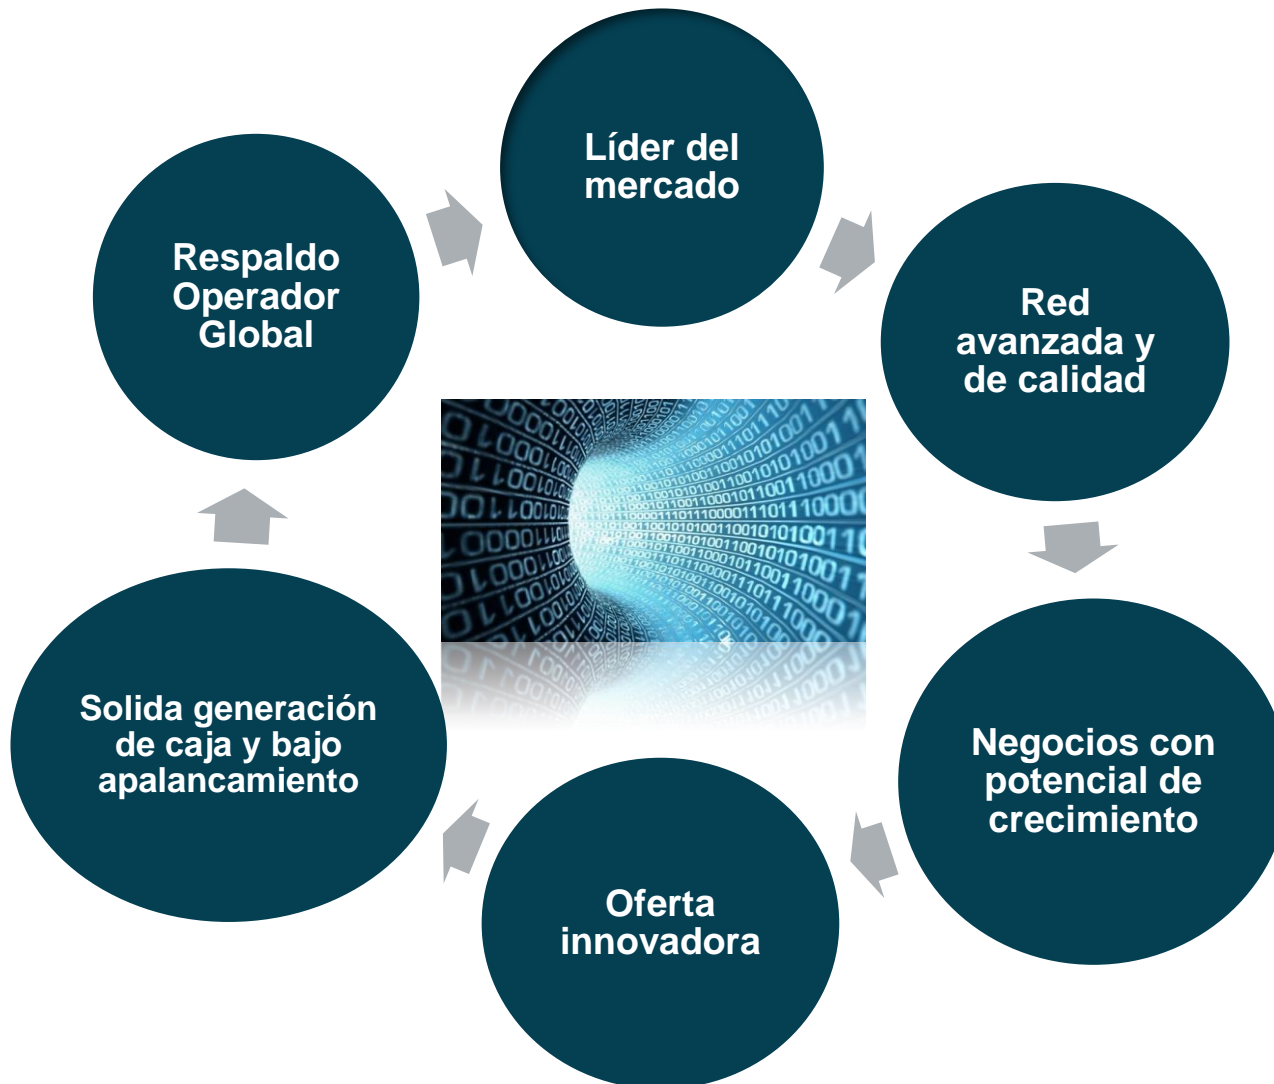 Líder del
mercado
Red
avanzada y
de calidad
Negocios con
potencial de
crecimiento
Oferta
innovadora
Solida generación
de caja y bajo
apalancamiento
Respaldo
Operador
Global